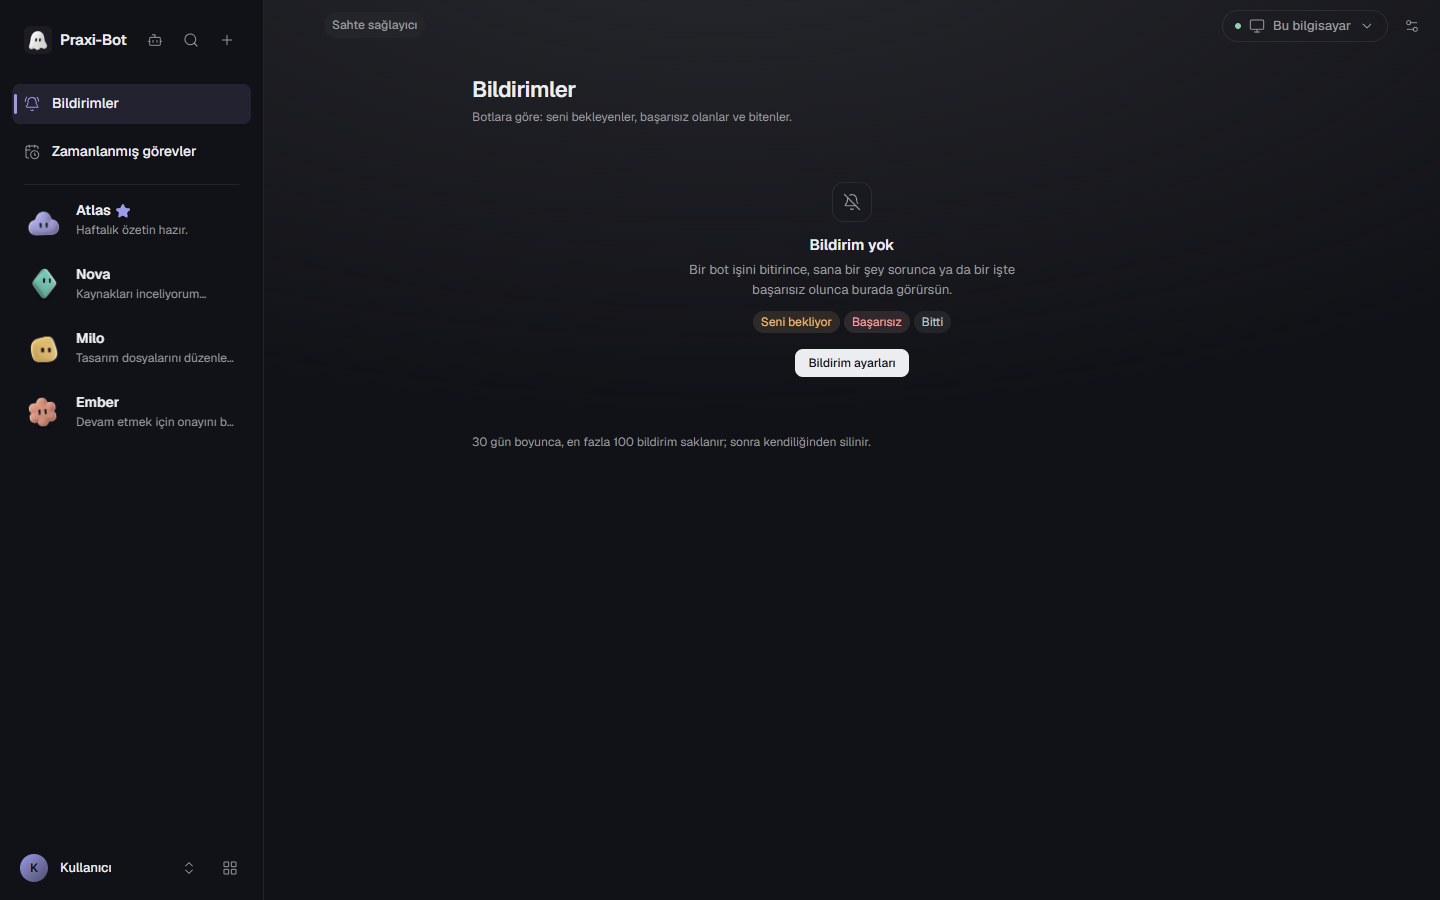 Praxi-Bot
Bildirimler
Zamanlanmış görevler
Atlas
Haftalık özetin hazır.
Nova
Kaynakları inceliyorum...
Milo
Tasarım dosyalarını düzenle...
Ember
Devam etmek için onayını b...
K
Kullanıcı
Sahte sağlayıcı
Bu bilgisayar
Bildirimler
Botlara göre: seni bekleyenler, başarısız olanlar ve bitenler.
Bildirim yok
Bir bot işini bitirince, sana bir şey sorunca ya da bir işte
başarısız olunca burada görürsün.
Seni bekliyor
Başarısız
Bitti
Bildirim ayarları
30 gün boyunca, en fazla 100 bildirim saklanır; sonra kendiliğinden silinir.